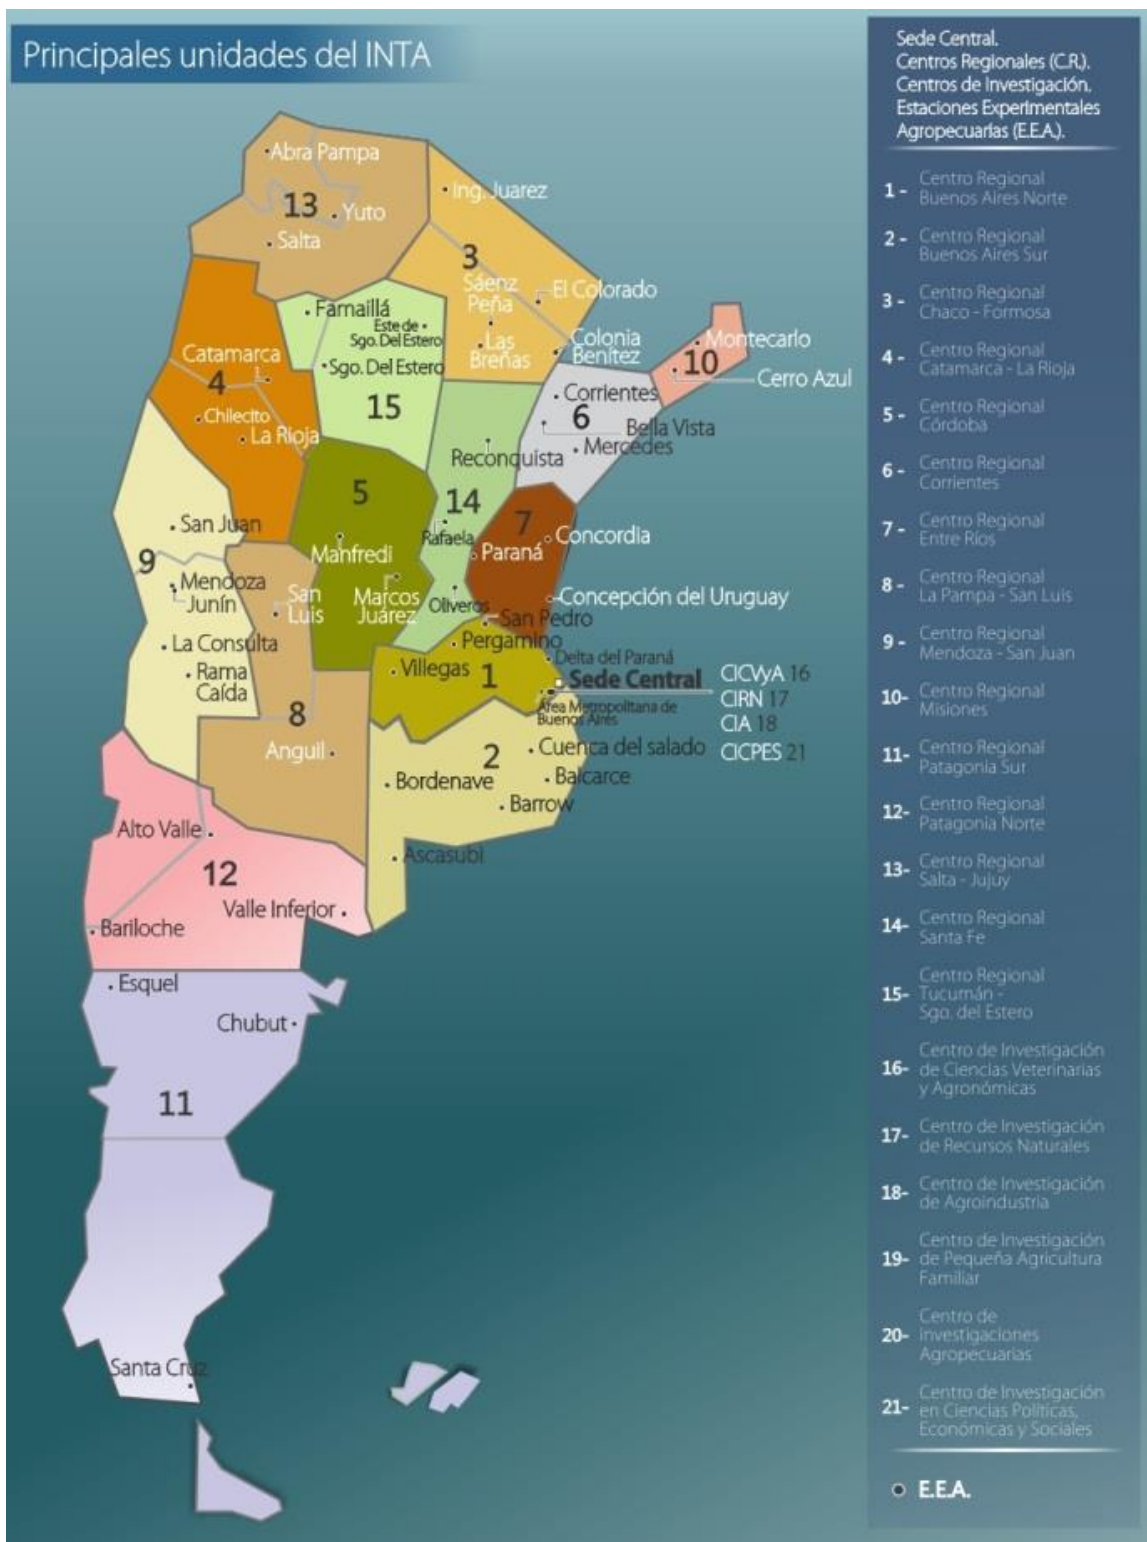 Principales unidades del INTA
Abra Pampa
13
Yuto
Salta
Ing. Juarez
3
Sáenz
Peña
El Colorado
Las
Breñas
Colonia
Benítez
Famaillá
Este de
Sgo. Del Estero
Sgo. Del Estero
15
Catamarca
4
Chilecito
La Rioja
Montecarlo
10
Cerro Azul
Corrientes
6
Bella Vista
Mercedes
Reconquista
14
Rafaela
Oliveros
5
Manfredi
Marcos
Juárez
7
Concordia
Paraná
Concepción del Uruguay
San Juan
9
Mendoza
Junín
La Consulta
Rama
Caída
San
Luis
8
Anguil
San Pedro
Pergamino
Villegas
1
Delta del Paraná
Sede Central
Área Metropolitana de
Buenos Aires
CICVyA 16
CIRN 17
CIA 18
CICPES 21
2
Cuenca del salado
Bordenave
Balcarce
Barrow
Ascasubi
Alto Valle
12
Valle Inferior
Bariloche
Esquel
Chubut
11
Santa Cruz
Sede Central.
Centros Regionales (C.R.).
Centros de Investigación.
Estaciones Experimentales
Agropecuarias (E.E.A.).
1- Centro Regional
Buenos Aires Norte
2- Centro Regional
Buenos Aires Sur
3- Centro Regional
Chaco - Formosa
4- Centro Regional
Catamarca - La Rioja
5- Centro Regional
Córdoba
6- Centro Regional
Corrientes
7- Centro Regional
Entre Ríos
8- Centro Regional
La Pampa - San Luis
9- Centro Regional
Mendoza - San Juan
10- Centro Regional
Misiones
11- Centro Regional
Patagonia Sur
12- Centro Regional
Patagonia Norte
13- Centro Regional
Salta - Jujuy
14- Centro Regional
Santa Fe
15- Centro Regional
Tucumán -
Sgo. del Estero
16- Centro de Investigación
de Ciencias Veterinarias
y Agronómicas
17- Centro de Investigación
de Recursos Naturales
18- Centro de Investigación
de Agroindustria
19- Centro de Investigación
de Pequeña Agricultura
Familiar
20- Centro de
Investigaciones
Agropecuarias
21- Centro de Investigación
en Ciencias Políticas,
Económicas y Sociales
E.E.A.